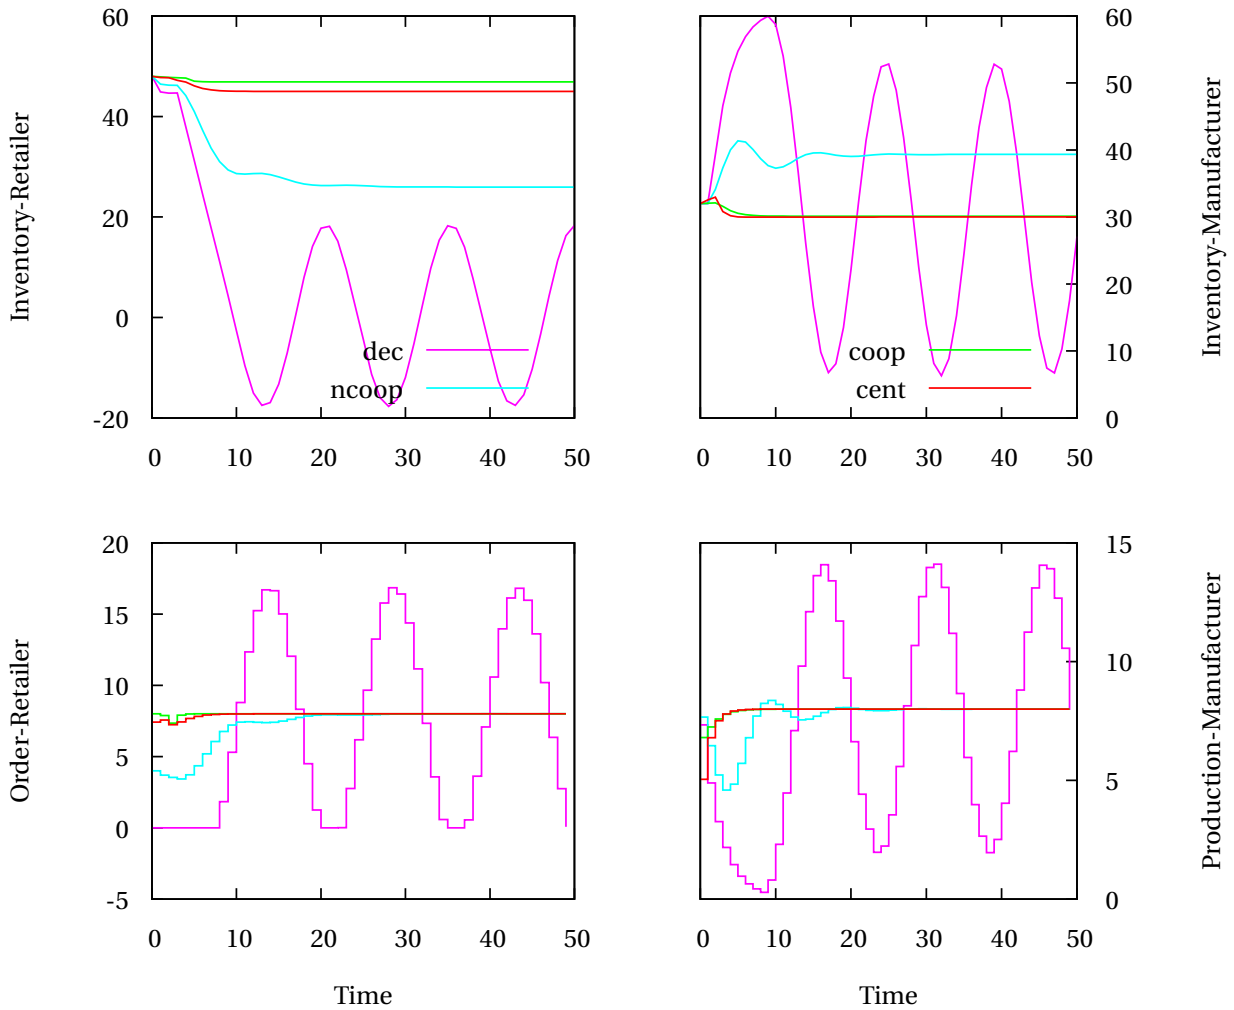 Inventory-Retailer
60
40
20
0
-20
dec
ncoop
0 10 20 30 40 50
60
50
40
30
20
10
0
Inventory-Manufacturer
coop
cent
0 10 20 30 40 50
Order-Retailer
20
15
10
5
0
-5
0 10 20 30 40 50
Time
15
10
5
0
Production-Manufacturer
0 10 20 30 40 50
Time